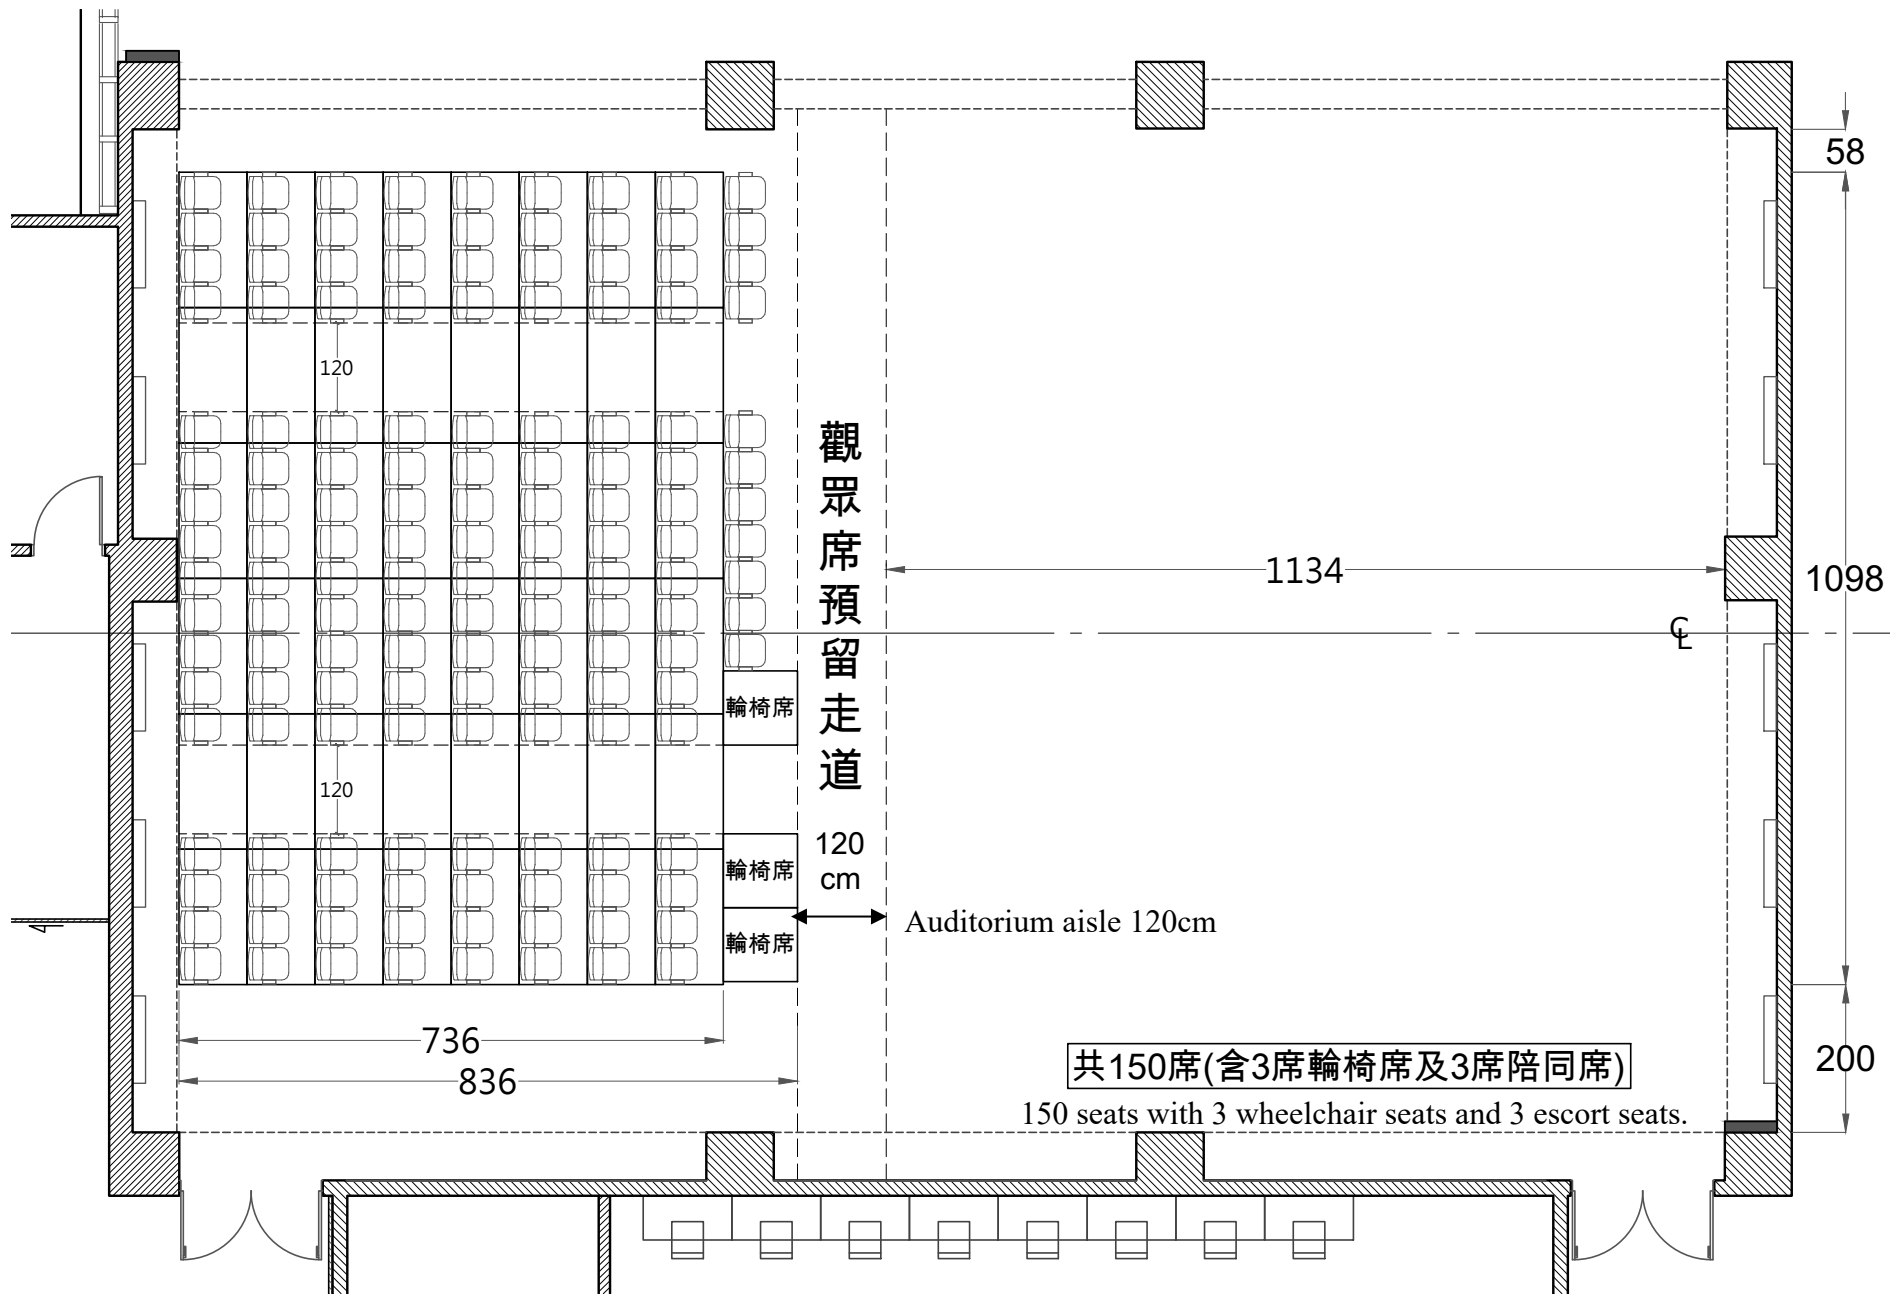 58
120
觀眾席預留走道
1134
1098
℄
輪椅席
120
120
cm
輪椅席
輪椅席
Auditorium aisle 120cm
736
836
共150席(含3席輪椅席及3席陪同席)
150 seats with 3 wheelchair seats and 3 escort seats.
200